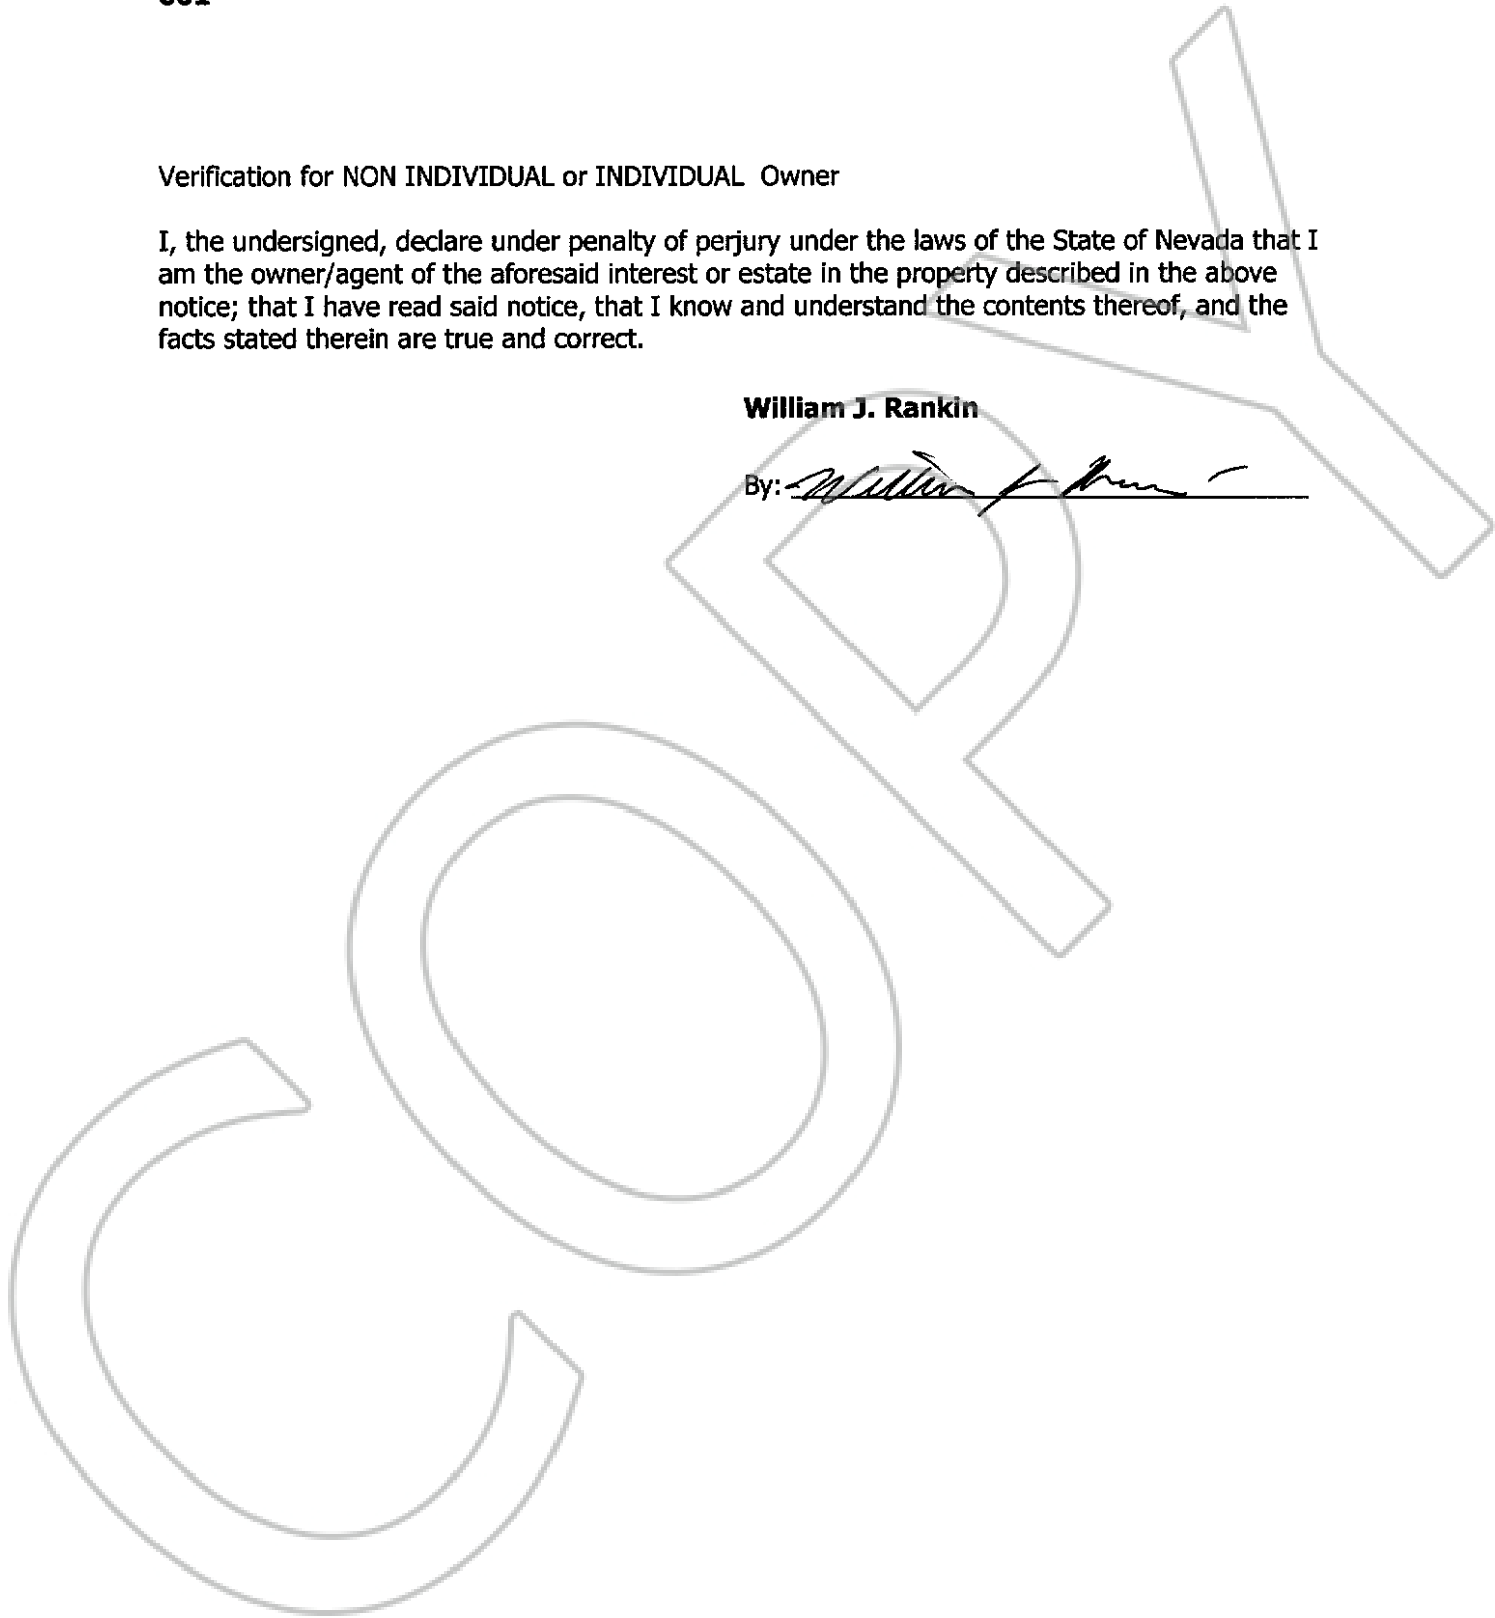 Verification for NON INDIVIDUAL or INDIVIDUAL Owner
I, the undersigned, declare under penalty of perjury under the laws of the State of Nevada that I
am the owner/agent of the aforesaid interest or estate in the property described in the above
notice; that I have read said notice, that I know and understand the contents thereof, and the
facts stated therein are true and correct.
William J. Rankin
By: William J
COPY